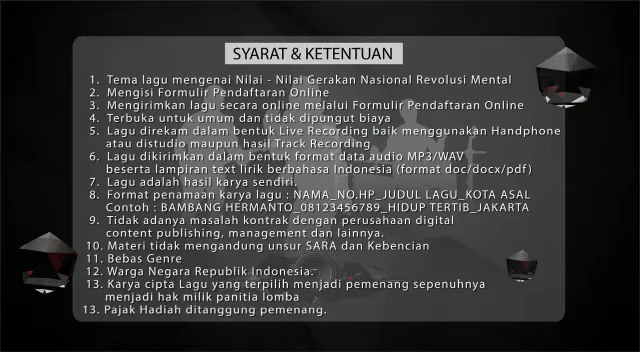 SYARAT & KETENTUAN
1. Tema lagu mengenai Nilai - Nilai Gerakan Nasional Revolusi Mental
2. Mengisi Formulir Pendaftaran Online
3. Mengirimkan lagu secara online melalui Formulir Pendaftaran Online
4. Terbuka untuk umum dan tidak dipungut biaya
5. Lagu direkam dalam bentuk Live Recording baik menggunakan Handphone
atau distudio maupun hasil Track Recording
6. Lagu dikirimkan dalam bentuk format data audio MP3/WAV
beserta lampiran text lirik berbahasa Indonesia (format doc/docx/pdf)
7. Lagu adalah hasil karya sendiri.
8. Format penamaan karya lagu : NAMA_NO.HP_JUDUL LAGU_KOTA ASAL
Contoh : BAMBANG HERMANTO_08123456789_HIDUP TERTIB_JAKARTA
9. Tidak adanya masalah kontrak dengan perusahaan digital
content publishing, management dan lainnya.
10. Materi tidak mengandung unsur SARA dan Kebencian
11. Bebas Genre
12. Warga Negara Republik Indonesia.
13. Karya cipta Lagu yang terpilih menjadi pemenang sepenuhnya
menjadi hak milik panitia lomba
13. Pajak Hadiah ditanggung pemenang.